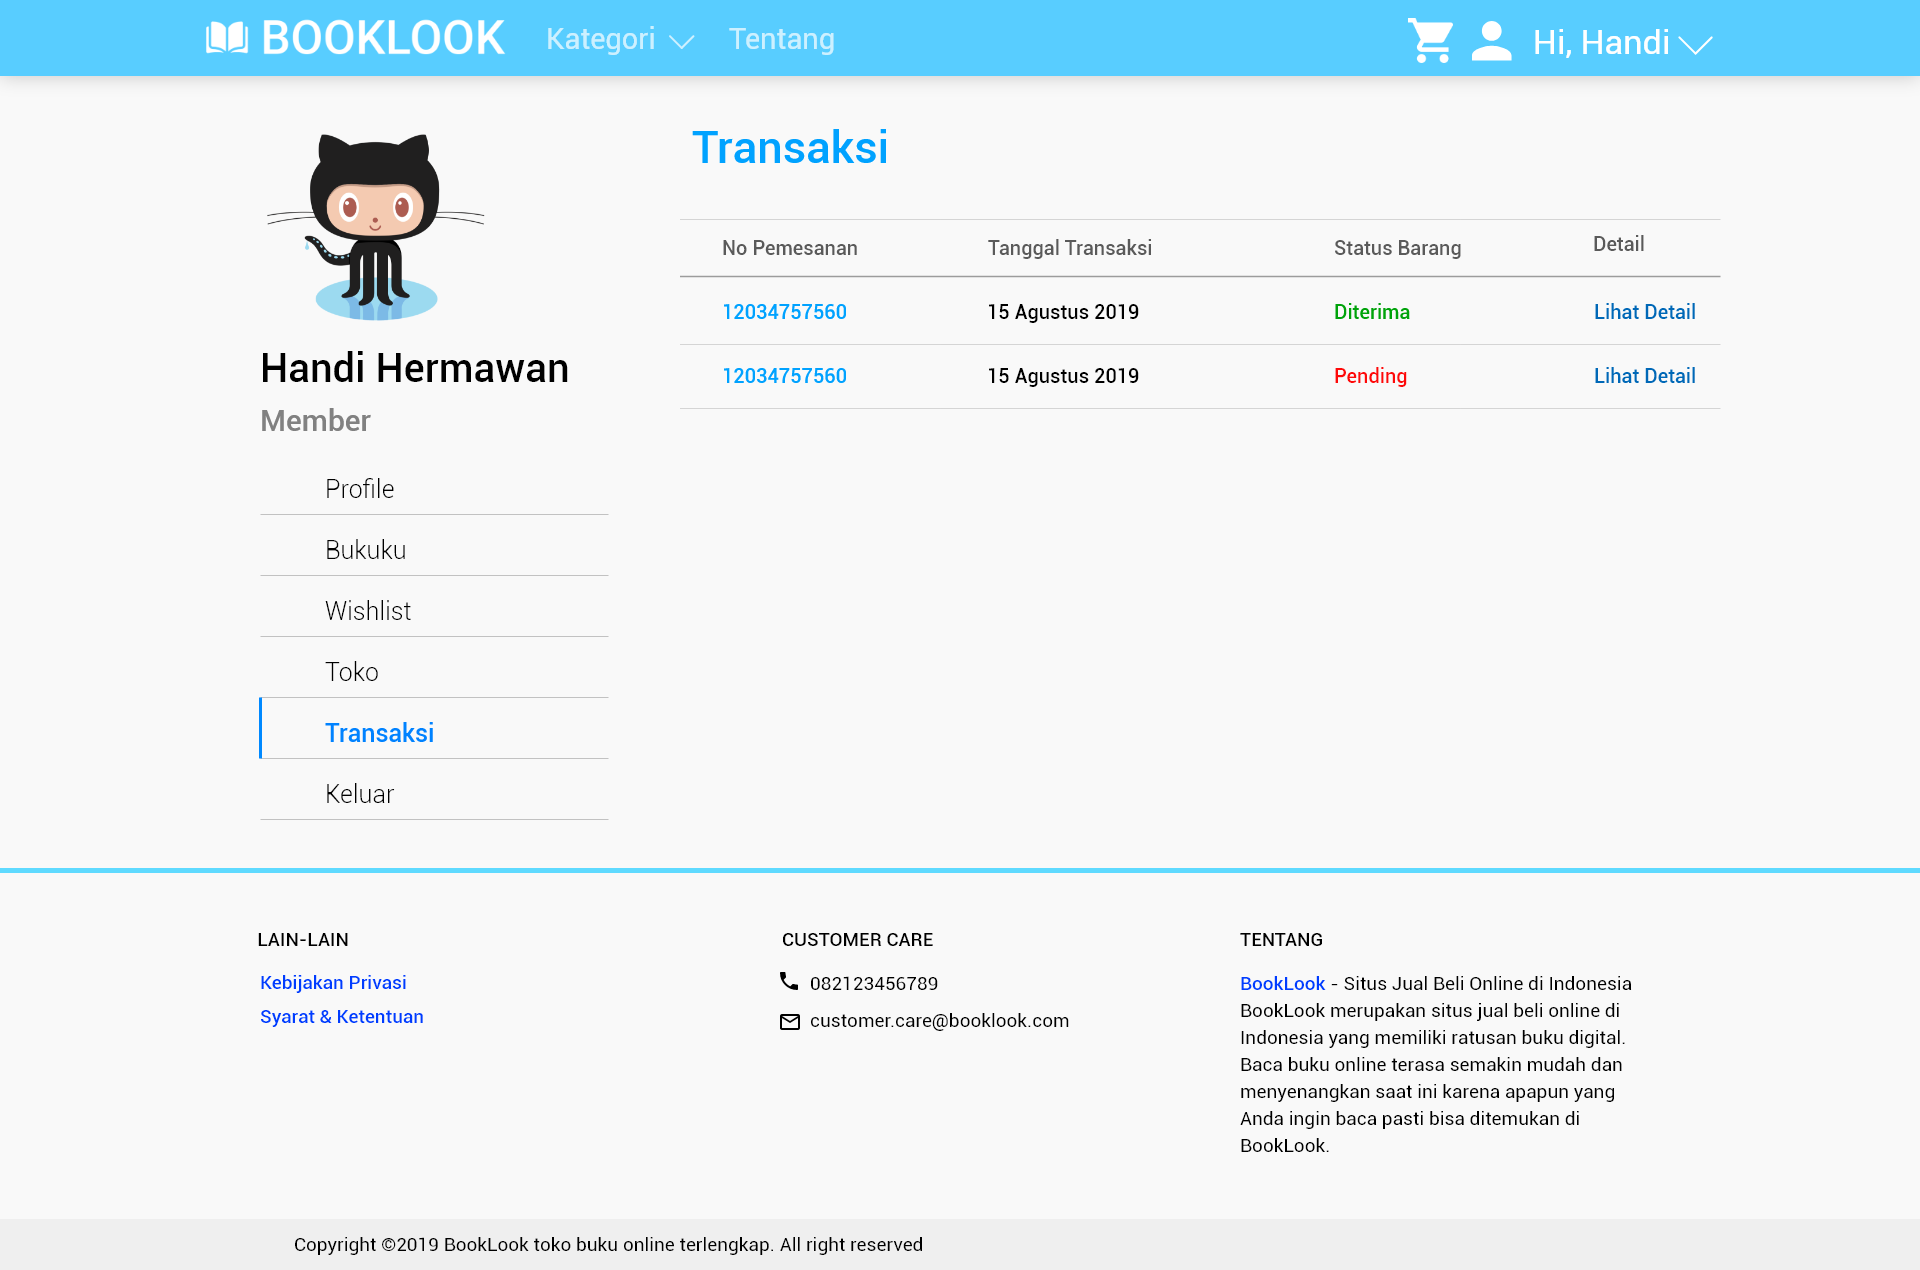 BOOKLOOK Kategori Tentang Hi, Handi
Transaksi
No Pemesanan Tanggal Transaksi Status Barang Detail
12034757560 15 Agustus 2019 Diterima Lihat Detail
12034757560 15 Agustus 2019 Pending Lihat Detail
Handi Hermawan
Member
Profile
Bukuku
Wishlist
Toko
Transaksi
Keluar
LAIN-LAIN
Kebijakan Privasi
Syarat & Ketentuan
CUSTOMER CARE
082123456789
customer.care@booklook.com
TENTANG
BookLook - Situs Jual Beli Online di Indonesia
BookLook merupakan situs jual beli online di
Indonesia yang memiliki ratusan buku digital.
Baca buku online terasa semakin mudah dan
menyenangkan saat ini karena apapun yang
Anda ingin baca pasti bisa ditemukan di
BookLook.
Copyright ©2019 BookLook toko buku online terlengkap. All right reserved